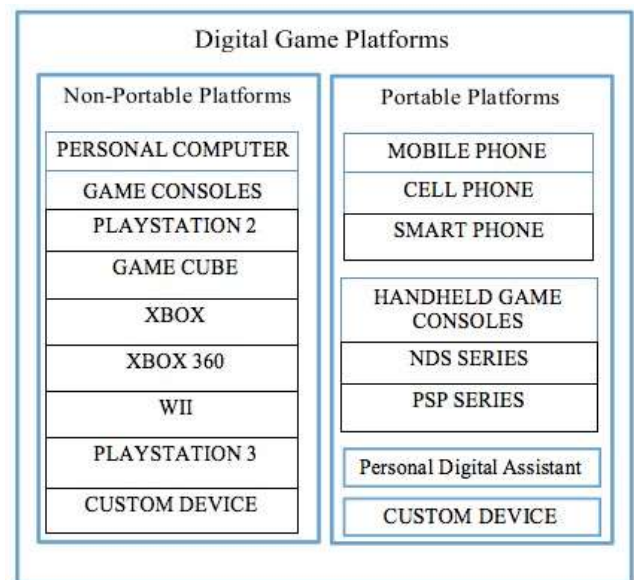 Digital Game Platforms
Non-Portable Platforms
PERSONAL COMPUTER
GAME CONSOLES
PLAYSTATION 2
GAME CUBE
XBOX
XBOX 360
WII
PLAYSTATION 3
CUSTOM DEVICE
Portable Platforms
MOBILE PHONE
CELL PHONE
SMART PHONE
HANDHELD GAME
CONSOLES
NDS SERIES
PSP SERIES
Personal Digital Assistant
CUSTOM DEVICE